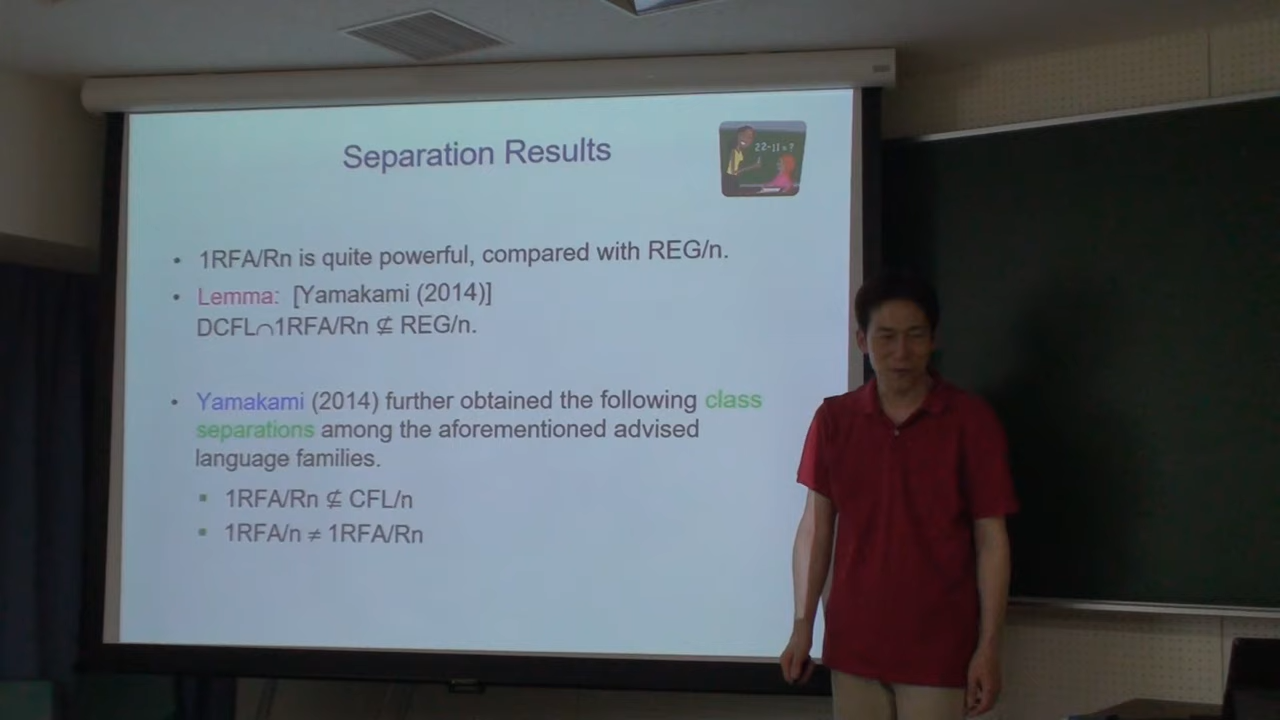 Separation Results
22-11=?
• 1RFA/Rn is quite powerful, compared with REG/n.
• Lemma: [Yamakami (2014)]
DCFL∩1RFA/Rn ⊈ REG/n.
• Yamakami (2014) further obtained the following class
separations among the aforementioned advised
language families.
▪ 1RFA/Rn ⊈ CFL/n
▪ 1RFA/n ≠ 1RFA/Rn